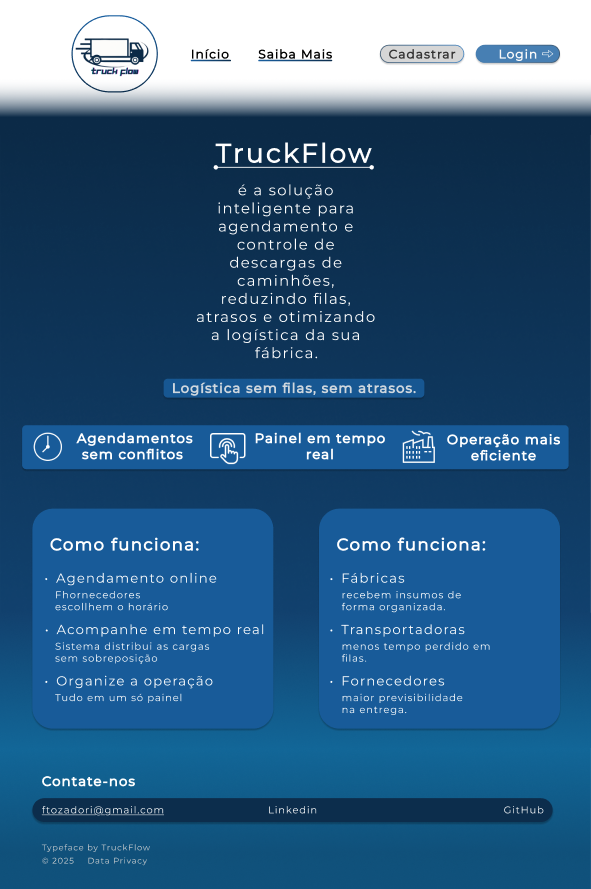 truck flow
Início
Saiba Mais
Cadastrar
Login
TruckFlow
é a solução
inteligente para
agendamento e
controle de
descargas de
caminhões,
reduzindo filas,
atrasos e otimizando
a logística da sua
fábrica.
Logística sem filas, sem atrasos.
Agendamentos
sem conflitos
Painel em tempo
real
Operação mais
eficiente
Como funciona:
• Agendamento online
Fhornecedores
escollhem o horário
• Acompanhe em tempo real
Sistema distribui as cargas
sem sobreposição
• Organize a operação
Tudo em um só painel
Como funciona:
• Fábricas
recebem insumos de
forma organizada.
• Transportadoras
menos tempo perdido em
filas.
• Fornecedores
maior previsibilidade
na entrega.
Contate-nos
ftozadori@gmail.com
Linkedin
GitHub
Typeface by TruckFlow
© 2025 Data Privacy